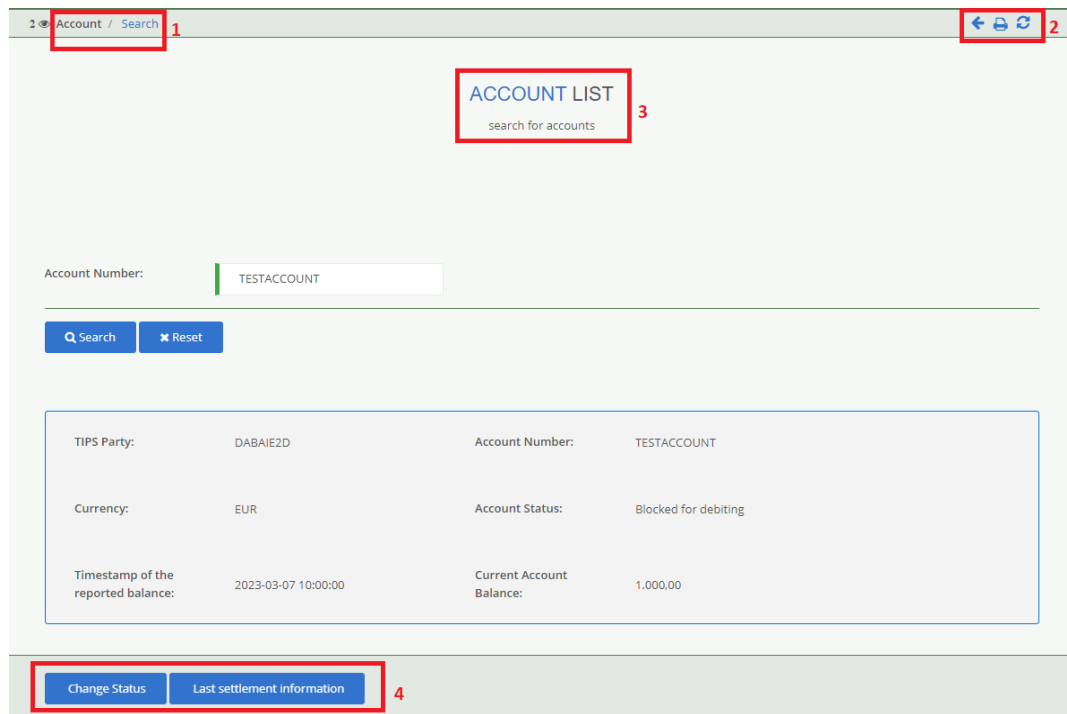 2 Account / Search 1
2
ACCOUNT LIST
search for accounts
3
Account Number: TESTACCOUNT
Search Reset
TIPS Party: DABAIE2D Account Number: TESTACCOUNT
Currency: EUR Account Status: Blocked for debiting
Timestamp of the
reported balance: 2023-03-07 10:00:00
Current Account
Balance: 1.000,00
Change Status Last settlement information 4